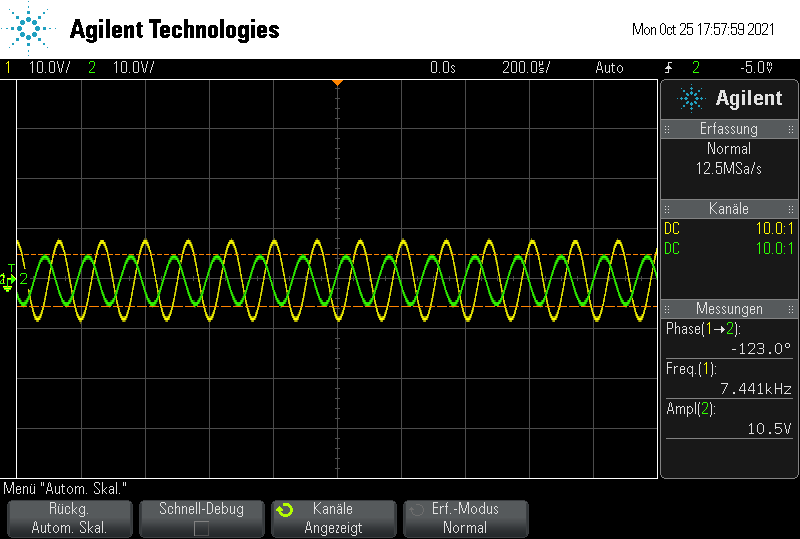 Agilent Technologies
Mon Oct 25 17:57:59 2021
1 10.0V/ 2 10.0V/ 0.0s 200.0µs/ Auto 2 -5.0V
Agilent
Erfassung
Normal
12.5MSa/s
Kanäle
DC 10.0:1
DC 10.0:1
T
2
Messungen
Phase(1→2):
-123.0°
Freq.(1):
7.441kHz
Ampl(2):
10.5V
Menü "Autom. Skal."
Rückg.
Autom. Skal.
Schnell-Debug
Kanäle
Angezeigt
Erf.-Modus
Normal